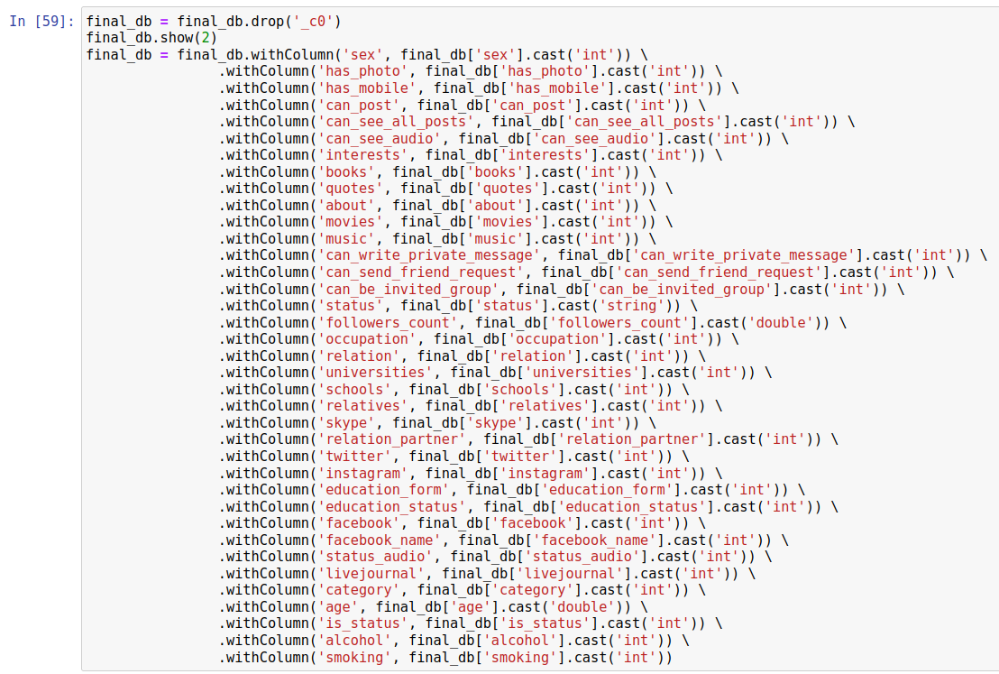 In [59]: final_db = final_db.drop('_c0')
final_db.show(2)
final_db = final_db.withColumn('sex', final_db['sex'].cast('int')) \
.withColumn('has_photo', final_db['has_photo'].cast('int')) \
.withColumn('has_mobile', final_db['has_mobile'].cast('int')) \
.withColumn('can_post', final_db['can_post'].cast('int')) \
.withColumn('can_see_all_posts', final_db['can_see_all_posts'].cast('int')) \
.withColumn('can_see_audio', final_db['can_see_audio'].cast('int')) \
.withColumn('interests', final_db['interests'].cast('int')) \
.withColumn('books', final_db['books'].cast('int')) \
.withColumn('quotes', final_db['quotes'].cast('int')) \
.withColumn('about', final_db['about'].cast('int')) \
.withColumn('movies', final_db['movies'].cast('int')) \
.withColumn('music', final_db['music'].cast('int')) \
.withColumn('can_write_private_message', final_db['can_write_private_message'].cast('int')) \
.withColumn('can_send_friend_request', final_db['can_send_friend_request'].cast('int')) \
.withColumn('can_be_invited_group', final_db['can_be_invited_group'].cast('int')) \
.withColumn('status', final_db['status'].cast('string')) \
.withColumn('followers_count', final_db['followers_count'].cast('double')) \
.withColumn('occupation', final_db['occupation'].cast('int')) \
.withColumn('relation', final_db['relation'].cast('int')) \
.withColumn('universities', final_db['universities'].cast('int')) \
.withColumn('schools', final_db['schools'].cast('int')) \
.withColumn('relatives', final_db['relatives'].cast('int')) \
.withColumn('skype', final_db['skype'].cast('int')) \
.withColumn('relation_partner', final_db['relation_partner'].cast('int')) \
.withColumn('twitter', final_db['twitter'].cast('int')) \
.withColumn('instagram', final_db['instagram'].cast('int')) \
.withColumn('education_form', final_db['education_form'].cast('int')) \
.withColumn('education_status', final_db['education_status'].cast('int')) \
.withColumn('facebook', final_db['facebook'].cast('int')) \
.withColumn('facebook_name', final_db['facebook_name'].cast('int')) \
.withColumn('status_audio', final_db['status_audio'].cast('int')) \
.withColumn('livejournal', final_db['livejournal'].cast('int')) \
.withColumn('category', final_db['category'].cast('int')) \
.withColumn('age', final_db['age'].cast('double')) \
.withColumn('is_status', final_db['is_status'].cast('int')) \
.withColumn('alcohol', final_db['alcohol'].cast('int')) \
.withColumn('smoking', final_db['smoking'].cast('int'))